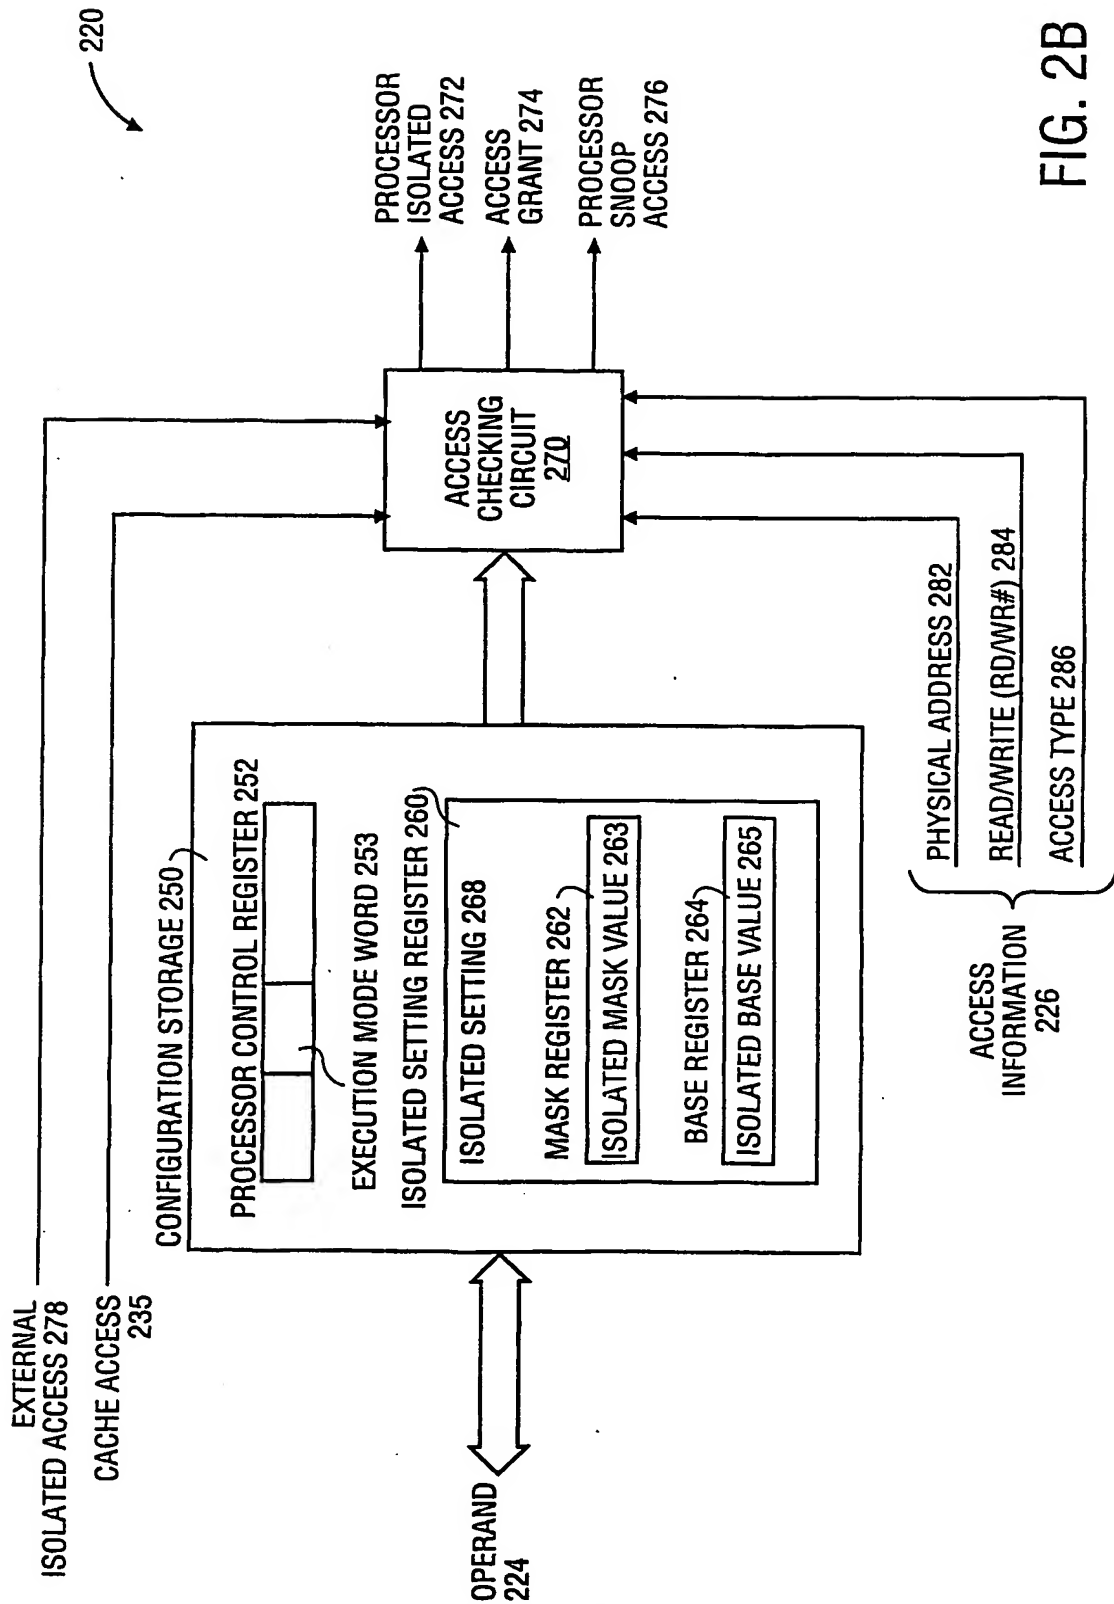 220
EXTERNAL
ISOLATED ACCESS 278
CACHE ACCESS
235
CONFIGURATION STORAGE 250
PROCESSOR CONTROL REGISTER 252
EXECUTION MODE WORD 253
ISOLATED SETTING REGISTER 260
ISOLATED SETTING 268
MASK REGISTER 262
ISOLATED MASK VALUE 263
BASE REGISTER 264
ISOLATED BASE VALUE 265
OPERAND
224
ACCESS
CHECKING
CIRCUIT
270
PROCESSOR
ISOLATED
ACCESS 272
ACCESS
GRANT 274
PROCESSOR
SNOOP
ACCESS 276
ACCESS
INFORMATION
226
PHYSICAL ADDRESS 282
READ/WRITE (RD/WR#) 284
ACCESS TYPE 286
FIG. 2B